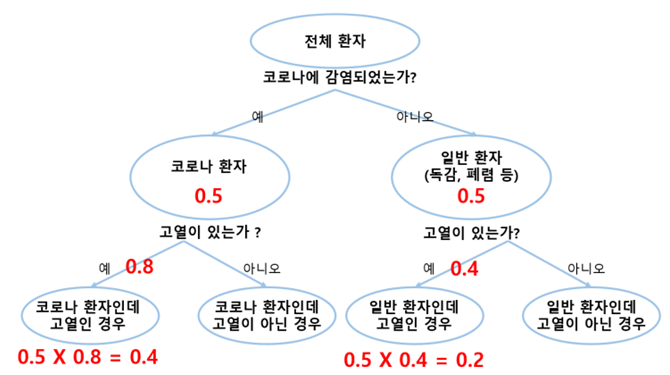 전체 환자
코로나에 감염되었는가?
예
아니오
코로나 환자
0.5
일반 환자
(독감, 폐렴 등)
0.5
고열이 있는가 ?
고열이 있는가?
예
0.8
아니오
예
0.4
아니오
코로나 환자인데
고열인 경우
코로나 환자인데
고열이 아닌 경우
일반 환자인데
고열인 경우
일반 환자인데
고열이 아닌 경우
0.5 X 0.8 = 0.4
0.5 X 0.4 = 0.2